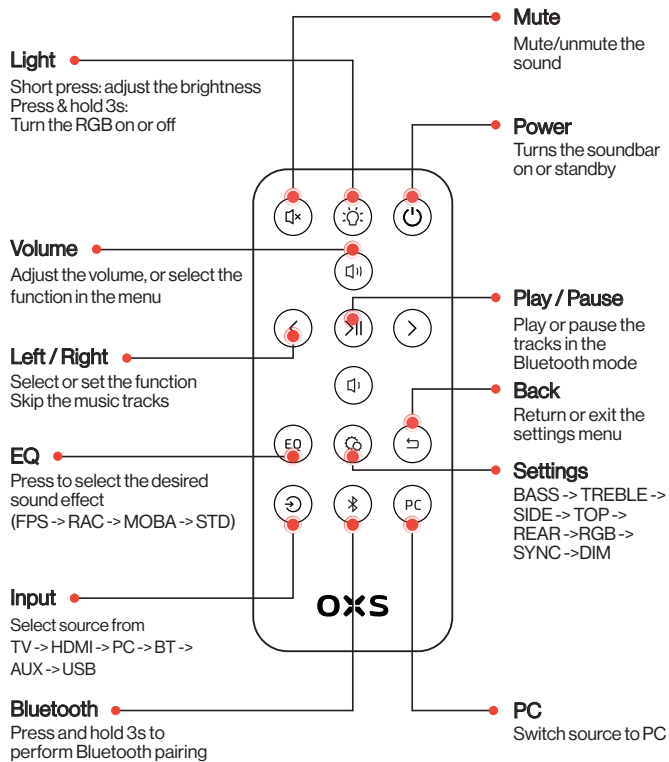 Mute
Mute/unmute the
sound
Light
Short press: adjust the brightness
Press & hold 3s:
Turn the RGB on or off
Power
Turns the soundbar
on or standby
Volume
Adjust the volume, or select the
function in the menu
Play / Pause
Play or pause the
tracks in the
Bluetooth mode
Left / Right
Select or set the function
Skip the music tracks
Back
Return or exit the
settings menu
EQ
Press to select the desired
sound effect
(FPS -> RAC -> MOBA -> STD)
Settings
BASS -> TREBLE ->
SIDE -> TOP ->
REAR ->RGB ->
SYNC ->DIM
EQ
PC
OXS
Input
Select source from
TV -> HDMI -> PC -> BT ->
AUX -> USB
Bluetooth
Press and hold 3s to
perform Bluetooth pairing
PC
Switch source to PC